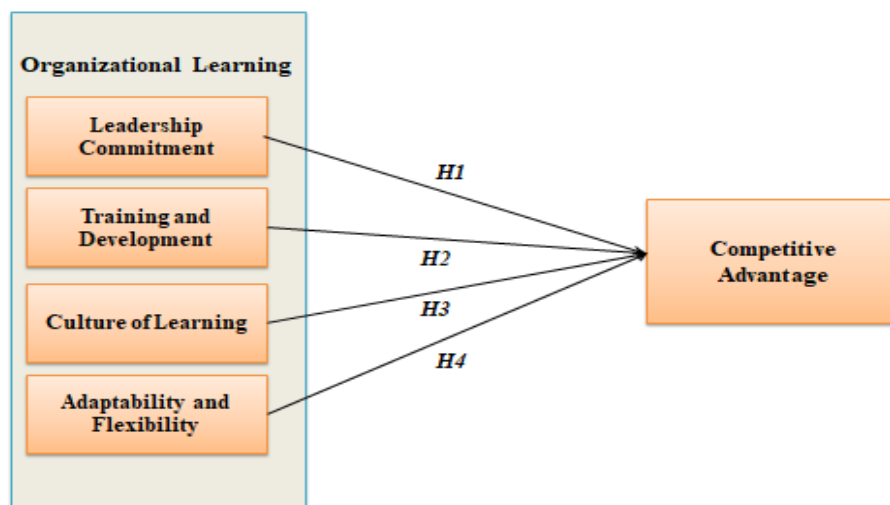 Organizational Learning
Leadership
Commitment
H1
Training and
Development
H2
Culture of Learning
H3
Adaptability and
Flexibility
H4
Competitive
Advantage